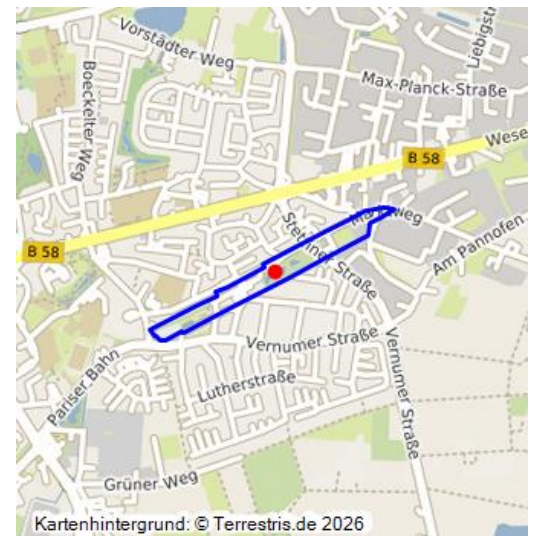 Vorstädter Weg
Liebigstr
Max-Planck-Straße
Boeckelter Weg
Wese
B 58
Stettiner Straße
Am Pannofen
B 58
Vernumer Straße
Pariser Bahn
Lutherstraße
Vernumer Straße
Grüner Weg
Kartenhintergrund: © Terrestris.de 2026